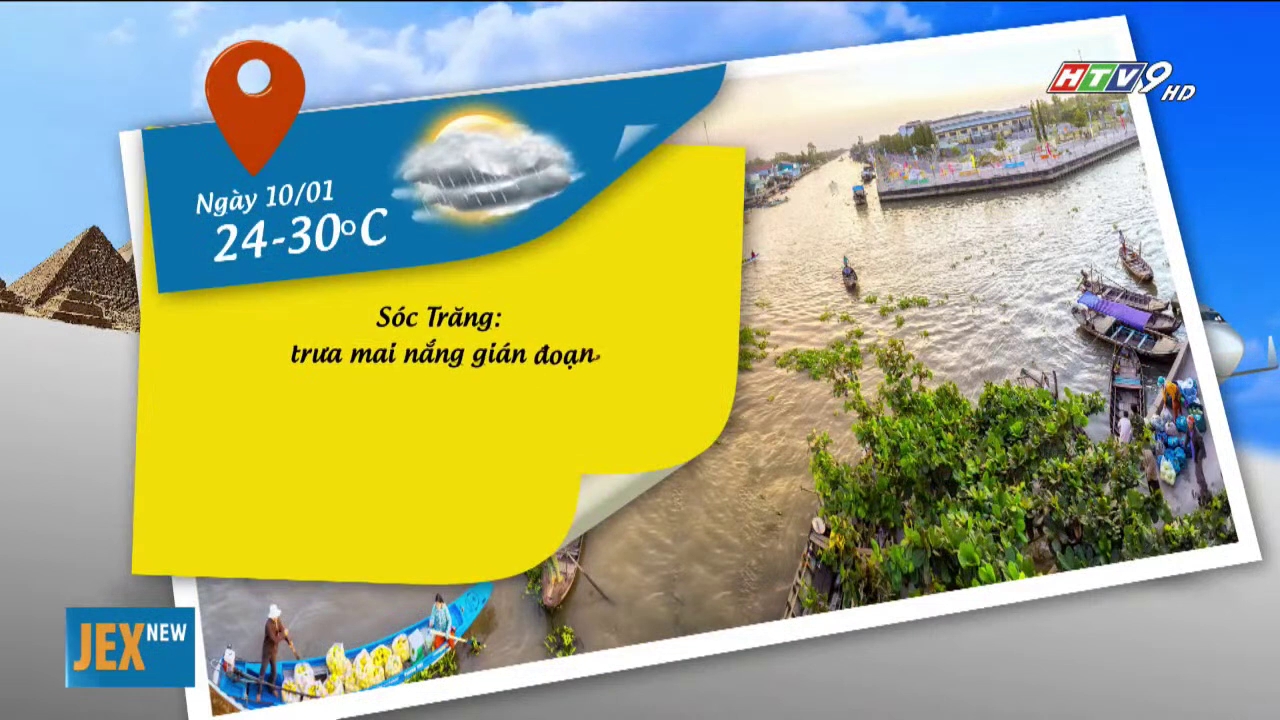 HTV9 HD
Ngày 10/01
24-30°C
Sóc Trăng:
trưa mai nắng gián đoạn
JEX NEW